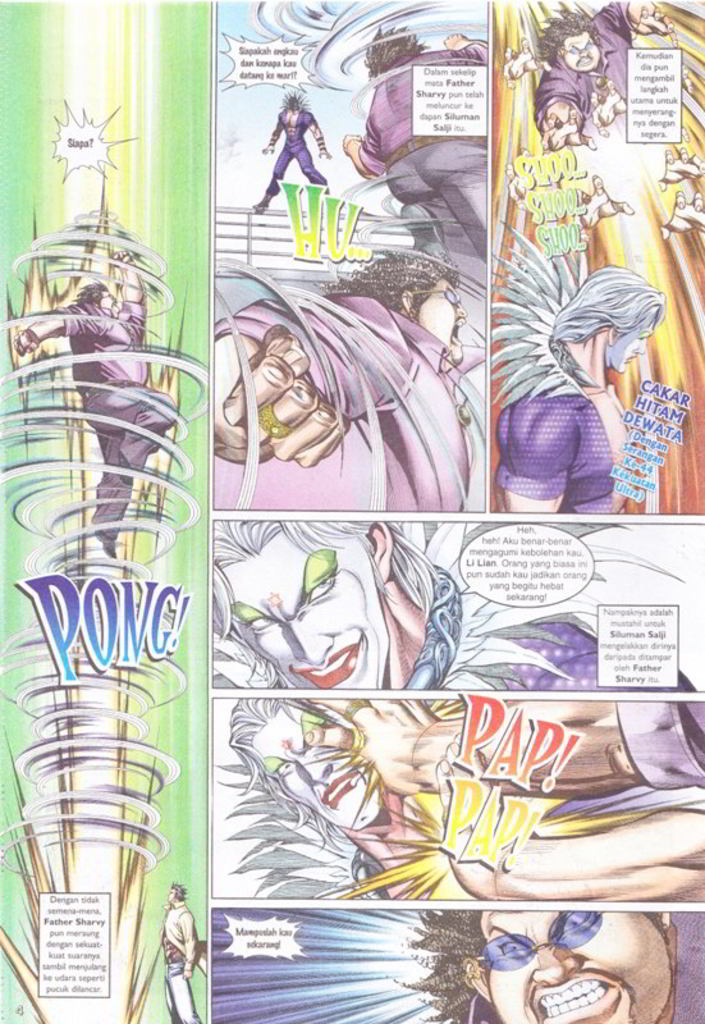 Siapa?
PONG!
Dengan tidak
semena-mena,
Father Sharvy
pun meraung
dengan sekuat-
kuat suaranya
sambil menjulang
ke udara seperti
pucuk dilancar.
4
Siapakah engkau
dan kenapa kau
datang ke mari?
Dalam sekelip
mata Father
Sharvy pun telah
meluncur ke
dapan Siluman
Salji itu.
HU...
Kemudian
dia pun
mengambil
langkah
utama untuk
menyerang-
nya dengan
segera.
SHOO...
SHOO...
SHOO...
CAKAR
HITAM
DEWATA
(Dengan
Serangan
Ke-44
Kekuatan
Ultra)
Heh,
heh! Aku benar-benar
mengagumi kebolehan kau,
Li Lian. Orang yang biasa ini
pun sudah kau jadikan orang
yang begitu hebat
sekarang!
Nampaknya adalah
mustahil untuk
Siluman Salji
mengelakkan dirinya
daripada ditampar
oleh Father
Sharvy itu.
PAP!
PAP!
Mampuslah kau
sekarang!